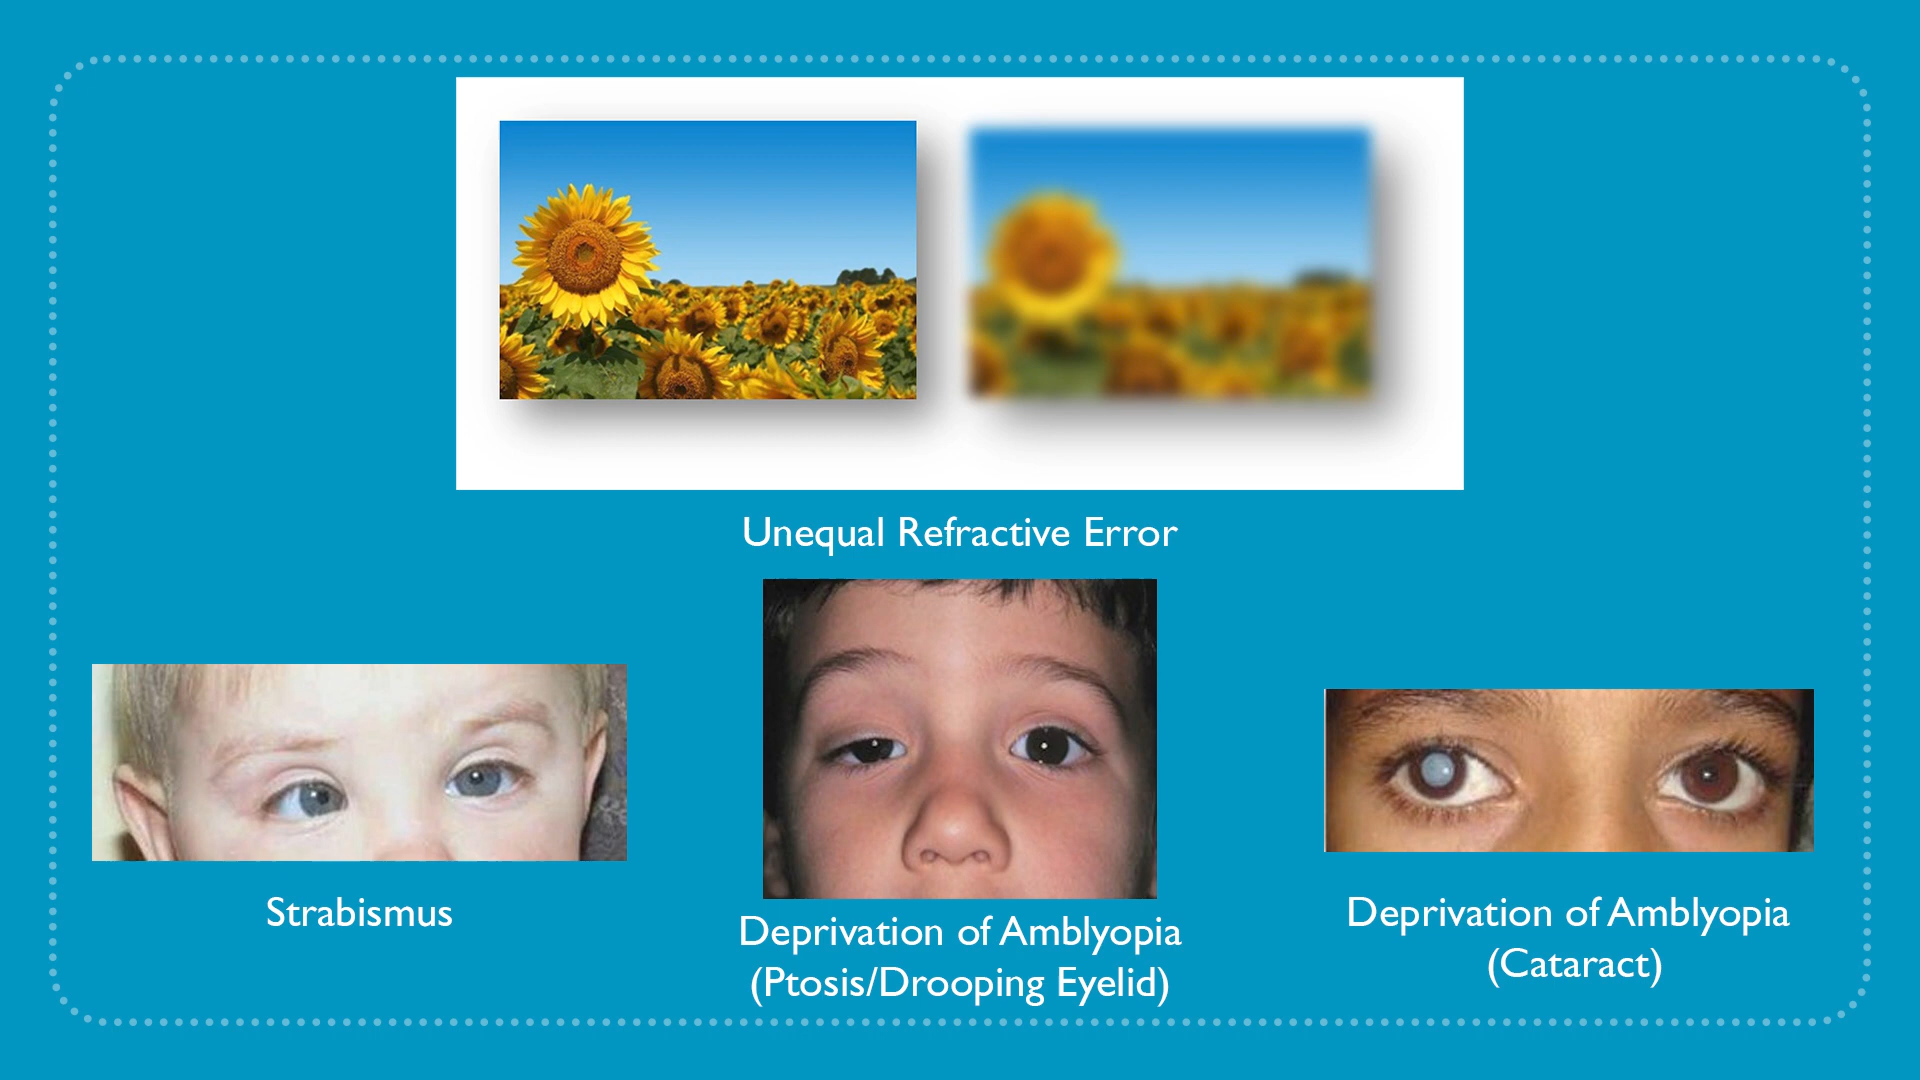 Unequal Refractive Error
Strabismus
Deprivation of Amblyopia
(Ptosis/Drooping Eyelid)
Deprivation of Amblyopia
(Cataract)